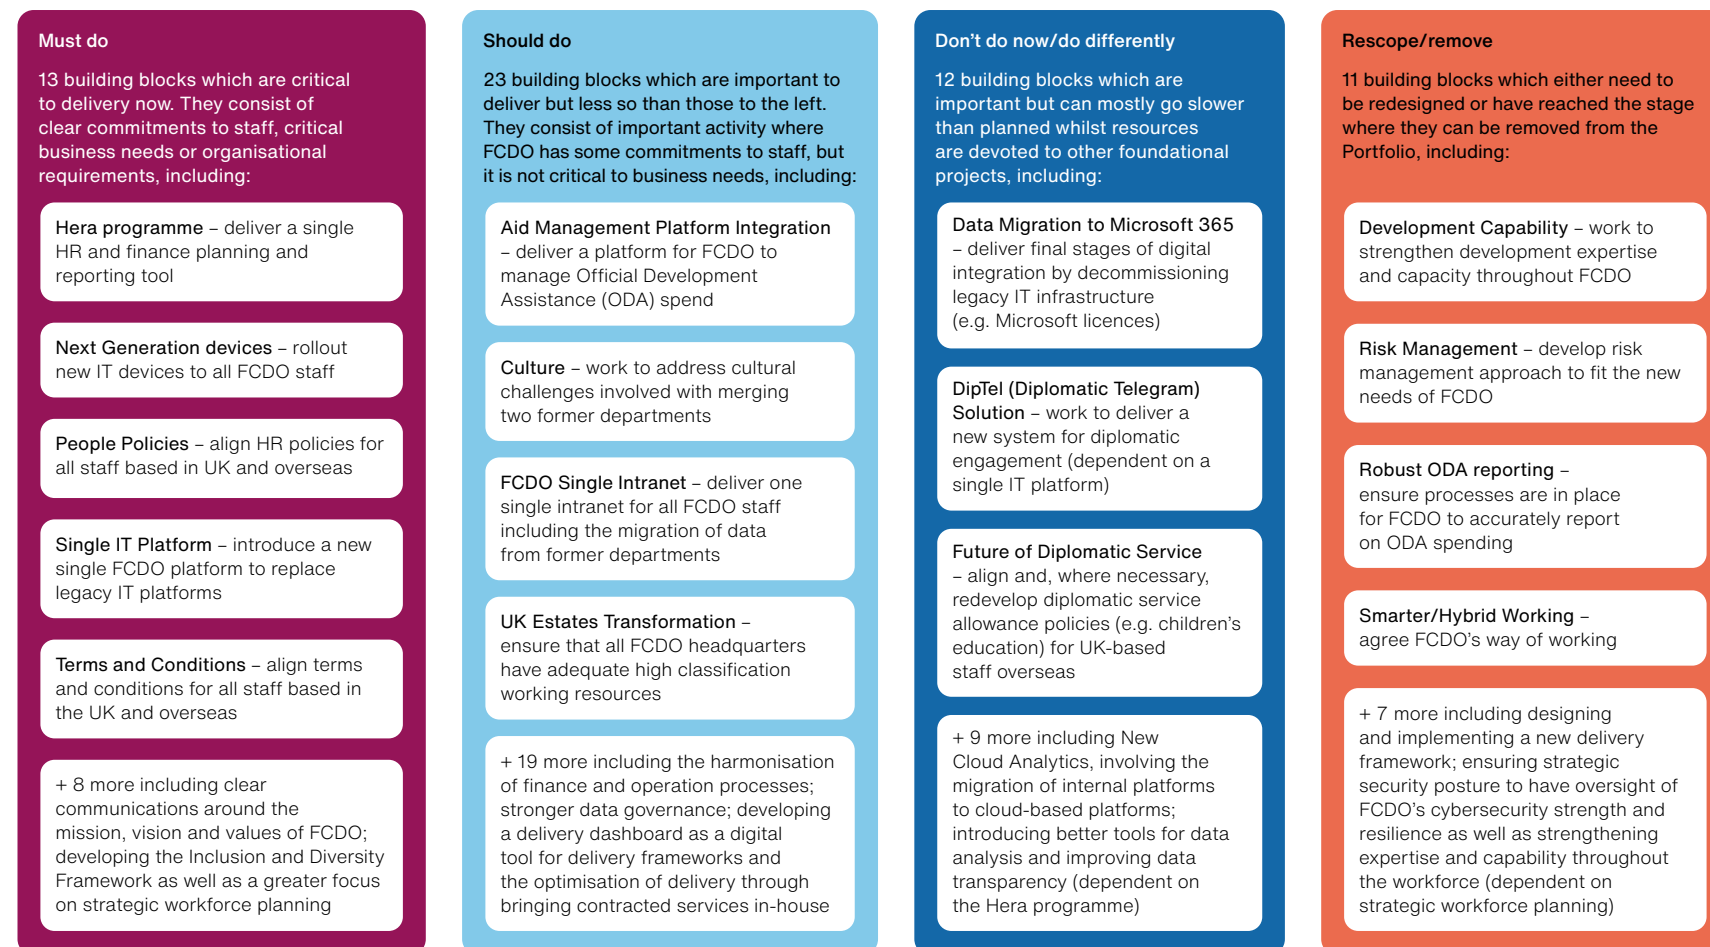 Must do
13 building blocks which are critical
to delivery now. They consist of
clear commitments to staff, critical
business needs or organisational
requirements, including:
Hera programme – deliver a single
HR and finance planning and
reporting tool
Next Generation devices – rollout
new IT devices to all FCDO staff
People Policies – align HR policies for
all staff based in UK and overseas
Single IT Platform – introduce a new
single FCDO platform to replace
legacy IT platforms
Terms and Conditions – align terms
and conditions for all staff based in
the UK and overseas
+ 8 more including clear
communications around the
mission, vision and values of FCDO;
developing the Inclusion and Diversity
Framework as well as a greater focus
on strategic workforce planning
Should do
23 building blocks which are important to
deliver but less so than those to the left.
They consist of important activity where
FCDO has some commitments to staff, but
it is not critical to business needs, including:
Aid Management Platform Integration
– deliver a platform for FCDO to
manage Official Development
Assistance (ODA) spend
Culture – work to address cultural
challenges involved with merging
two former departments
FCDO Single Intranet – deliver one
single intranet for all FCDO staff
including the migration of data
from former departments
UK Estates Transformation –
ensure that all FCDO headquarters
have adequate high classification
working resources
+ 19 more including the harmonisation
of finance and operation processes;
stronger data governance; developing
a delivery dashboard as a digital
tool for delivery frameworks and
the optimisation of delivery through
bringing contracted services in-house
Don’t do now/do differently
12 building blocks which are
important but can mostly go slower
than planned whilst resources
are devoted to other foundational
projects, including:
Data Migration to Microsoft 365
– deliver final stages of digital
integration by decommissioning
legacy IT infrastructure
(e.g. Microsoft licences)
DipTel (Diplomatic Telegram)
Solution – work to deliver a
new system for diplomatic
engagement (dependent on a
single IT platform)
Future of Diplomatic Service
– align and, where necessary,
redevelop diplomatic service
allowance policies (e.g. children’s
education) for UK-based
staff overseas
+ 9 more including New
Cloud Analytics, involving the
migration of internal platforms
to cloud-based platforms;
introducing better tools for data
analysis and improving data
transparency (dependent on
the Hera programme)
Rescope/remove
11 building blocks which either need to
be redesigned or have reached the stage
where they can be removed from the
Portfolio, including:
Development Capability – work to
strengthen development expertise
and capacity throughout FCDO
Risk Management – develop risk
management approach to fit the new
needs of FCDO
Robust ODA reporting –
ensure processes are in place
for FCDO to accurately report
on ODA spending
Smarter/Hybrid Working –
agree FCDO’s way of working
+ 7 more including designing
and implementing a new delivery
framework; ensuring strategic
security posture to have oversight of
FCDO’s cybersecurity strength and
resilience as well as strengthening
expertise and capability throughout
the workforce (dependent on
strategic workforce planning)